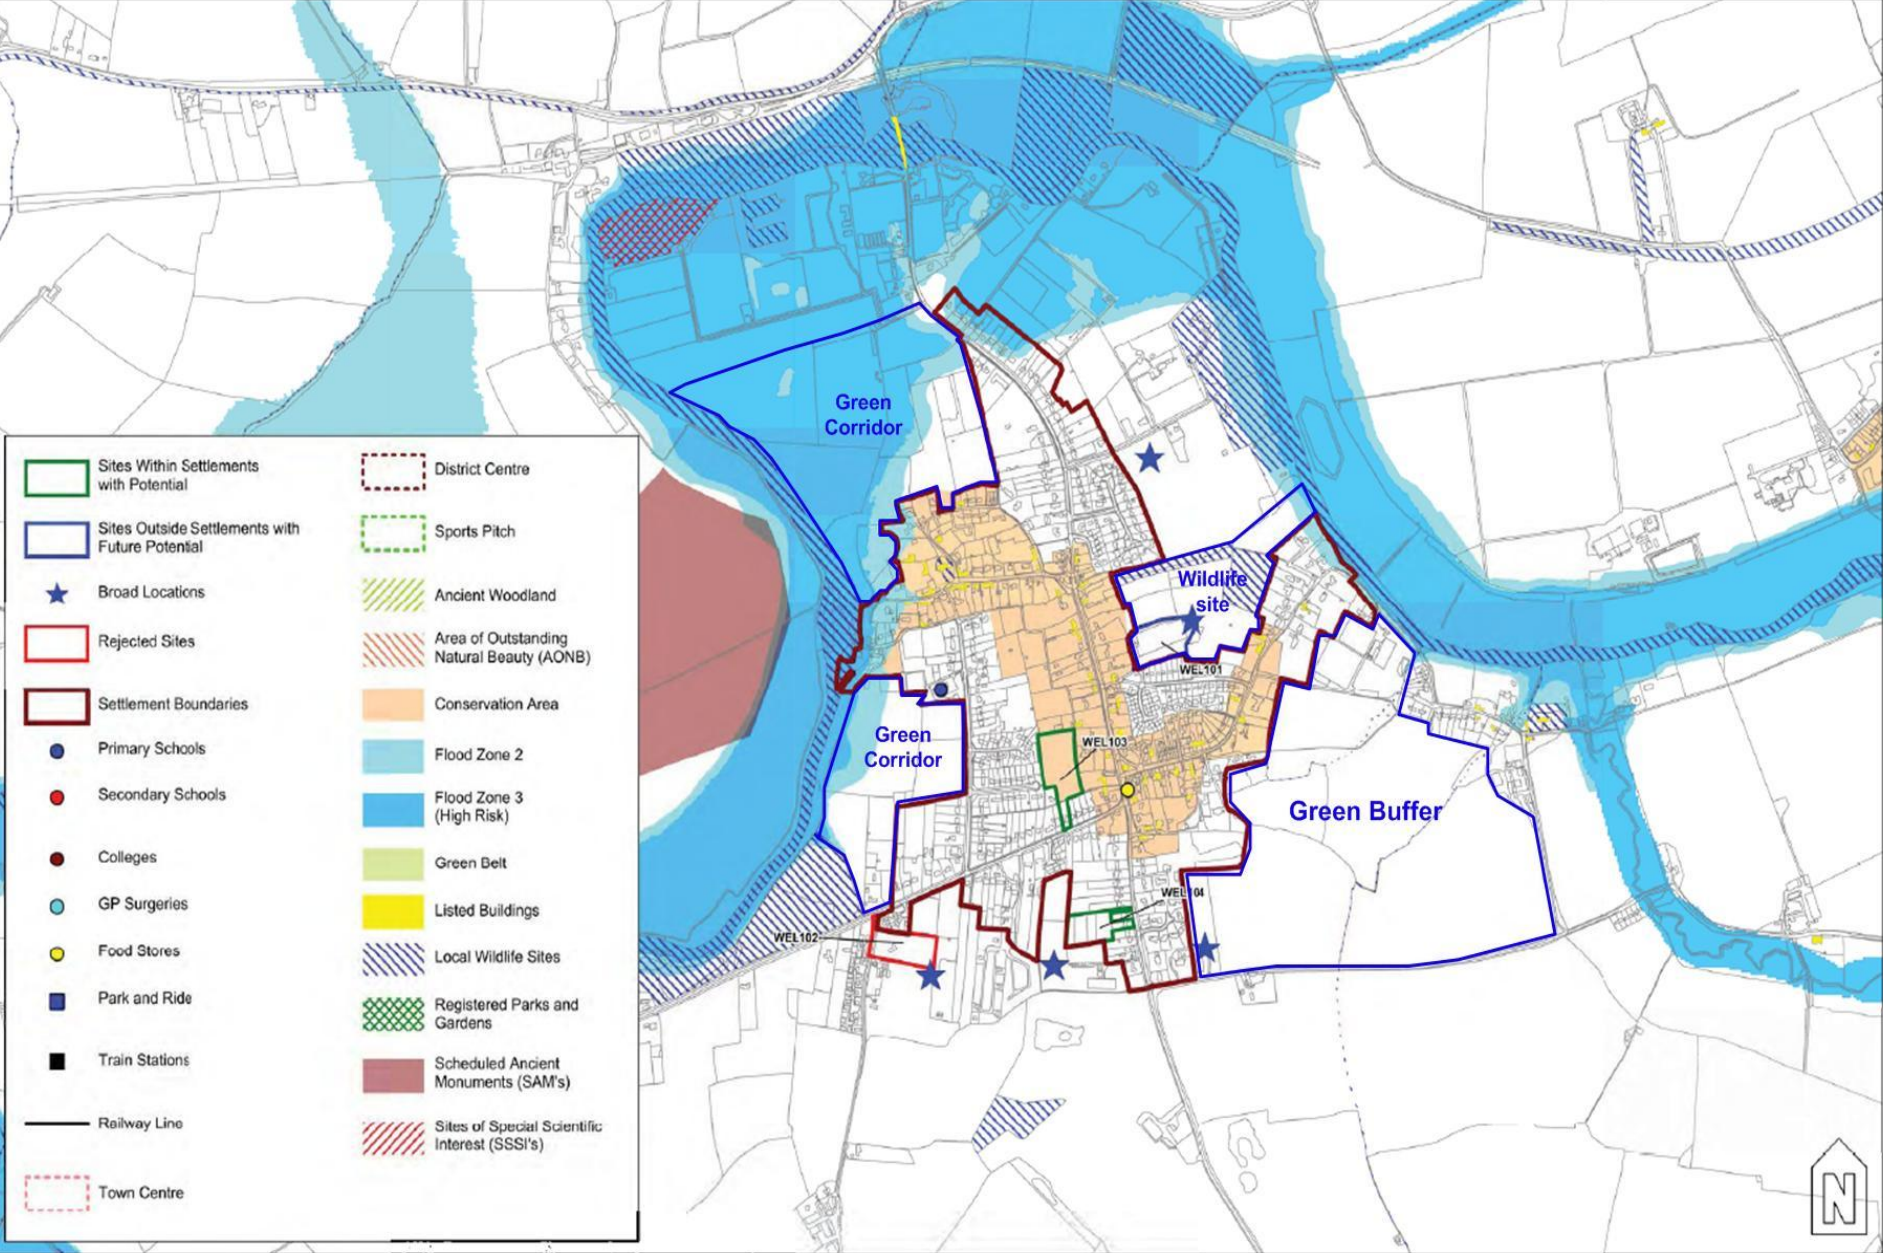 Green
Corridor
Wildlife
site
WEL101
Green
Corridor
WEL103
Green Buffer
WEL104
WEL102
Sites Within Settlements
with Potential
Sites Outside Settlements with
Future Potential
Broad Locations
Rejected Sites
Settlement Boundaries
Primary Schools
Secondary Schools
Colleges
GP Surgeries
Food Stores
Park and Ride
Train Stations
Railway Line
Town Centre
District Centre
Sports Pitch
Ancient Woodland
Area of Outstanding
Natural Beauty (AONB)
Conservation Area
Flood Zone 2
Flood Zone 3
(High Risk)
Green Belt
Listed Buildings
Local Wildlife Sites
Registered Parks and
Gardens
Scheduled Ancient
Monuments (SAM's)
Sites of Special Scientific
Interest (SSSI's)
N